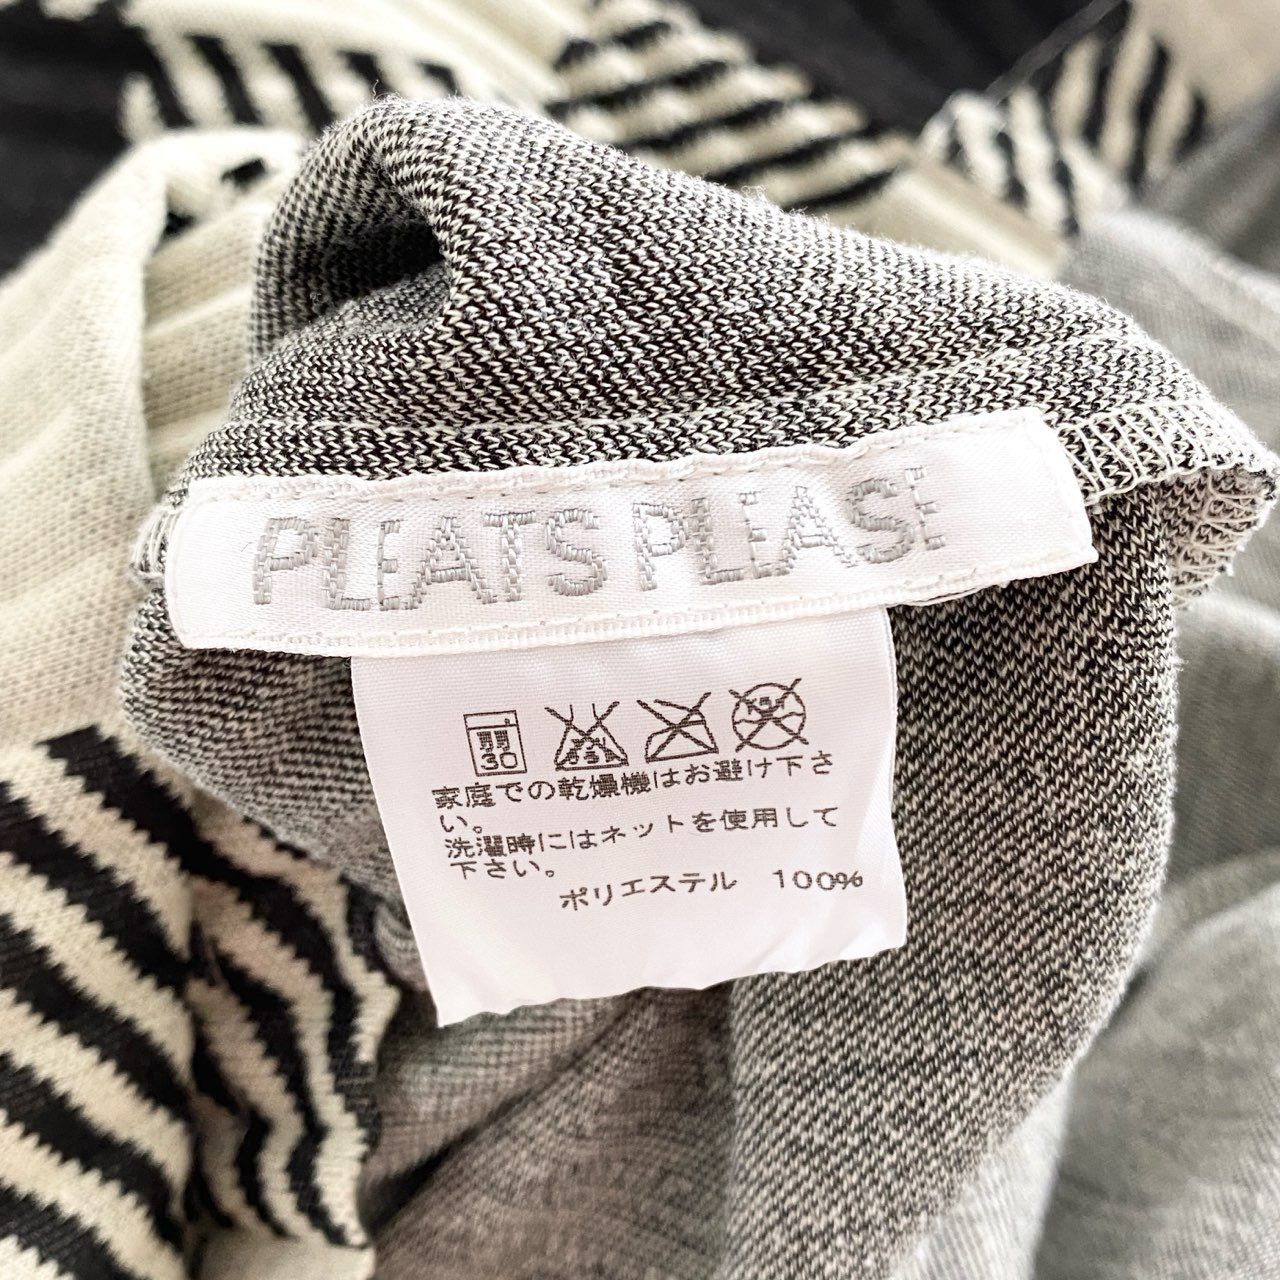 PLEATS PLEASE
弱 30
家庭での乾燥機はお避け下さ
い。
洗濯時にはネットを使用して
下さい。
ポリエステル 100%